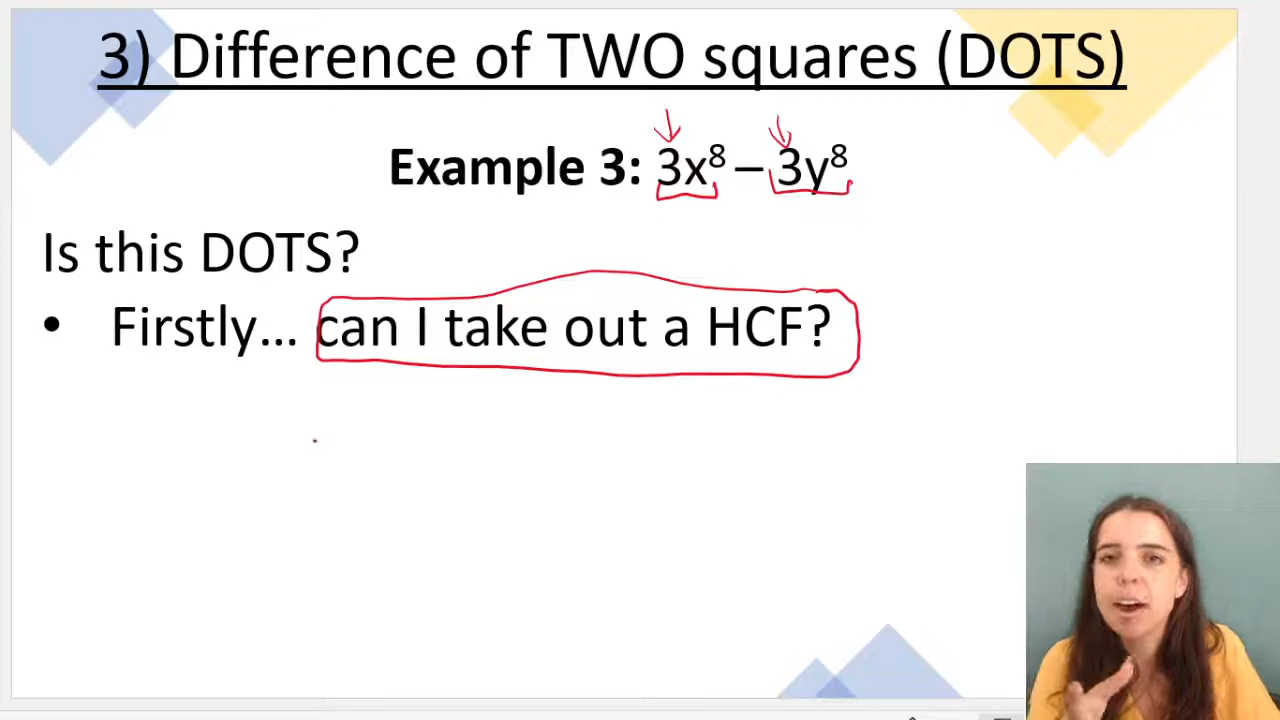 3) Difference of TWO squares (DOTS)
Example 3: 3x⁸ – 3y⁸
Is this DOTS?
• Firstly... can I take out a HCF?